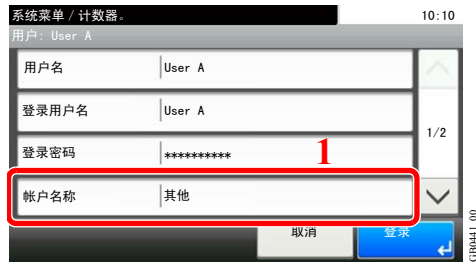 系统菜单 / 计数器。
10:10
用户: User A
用户名 User A
登录用户名 User A
1/2
登录密码 **********
1
帐户名称 其他
取消 登录
GB0441_00